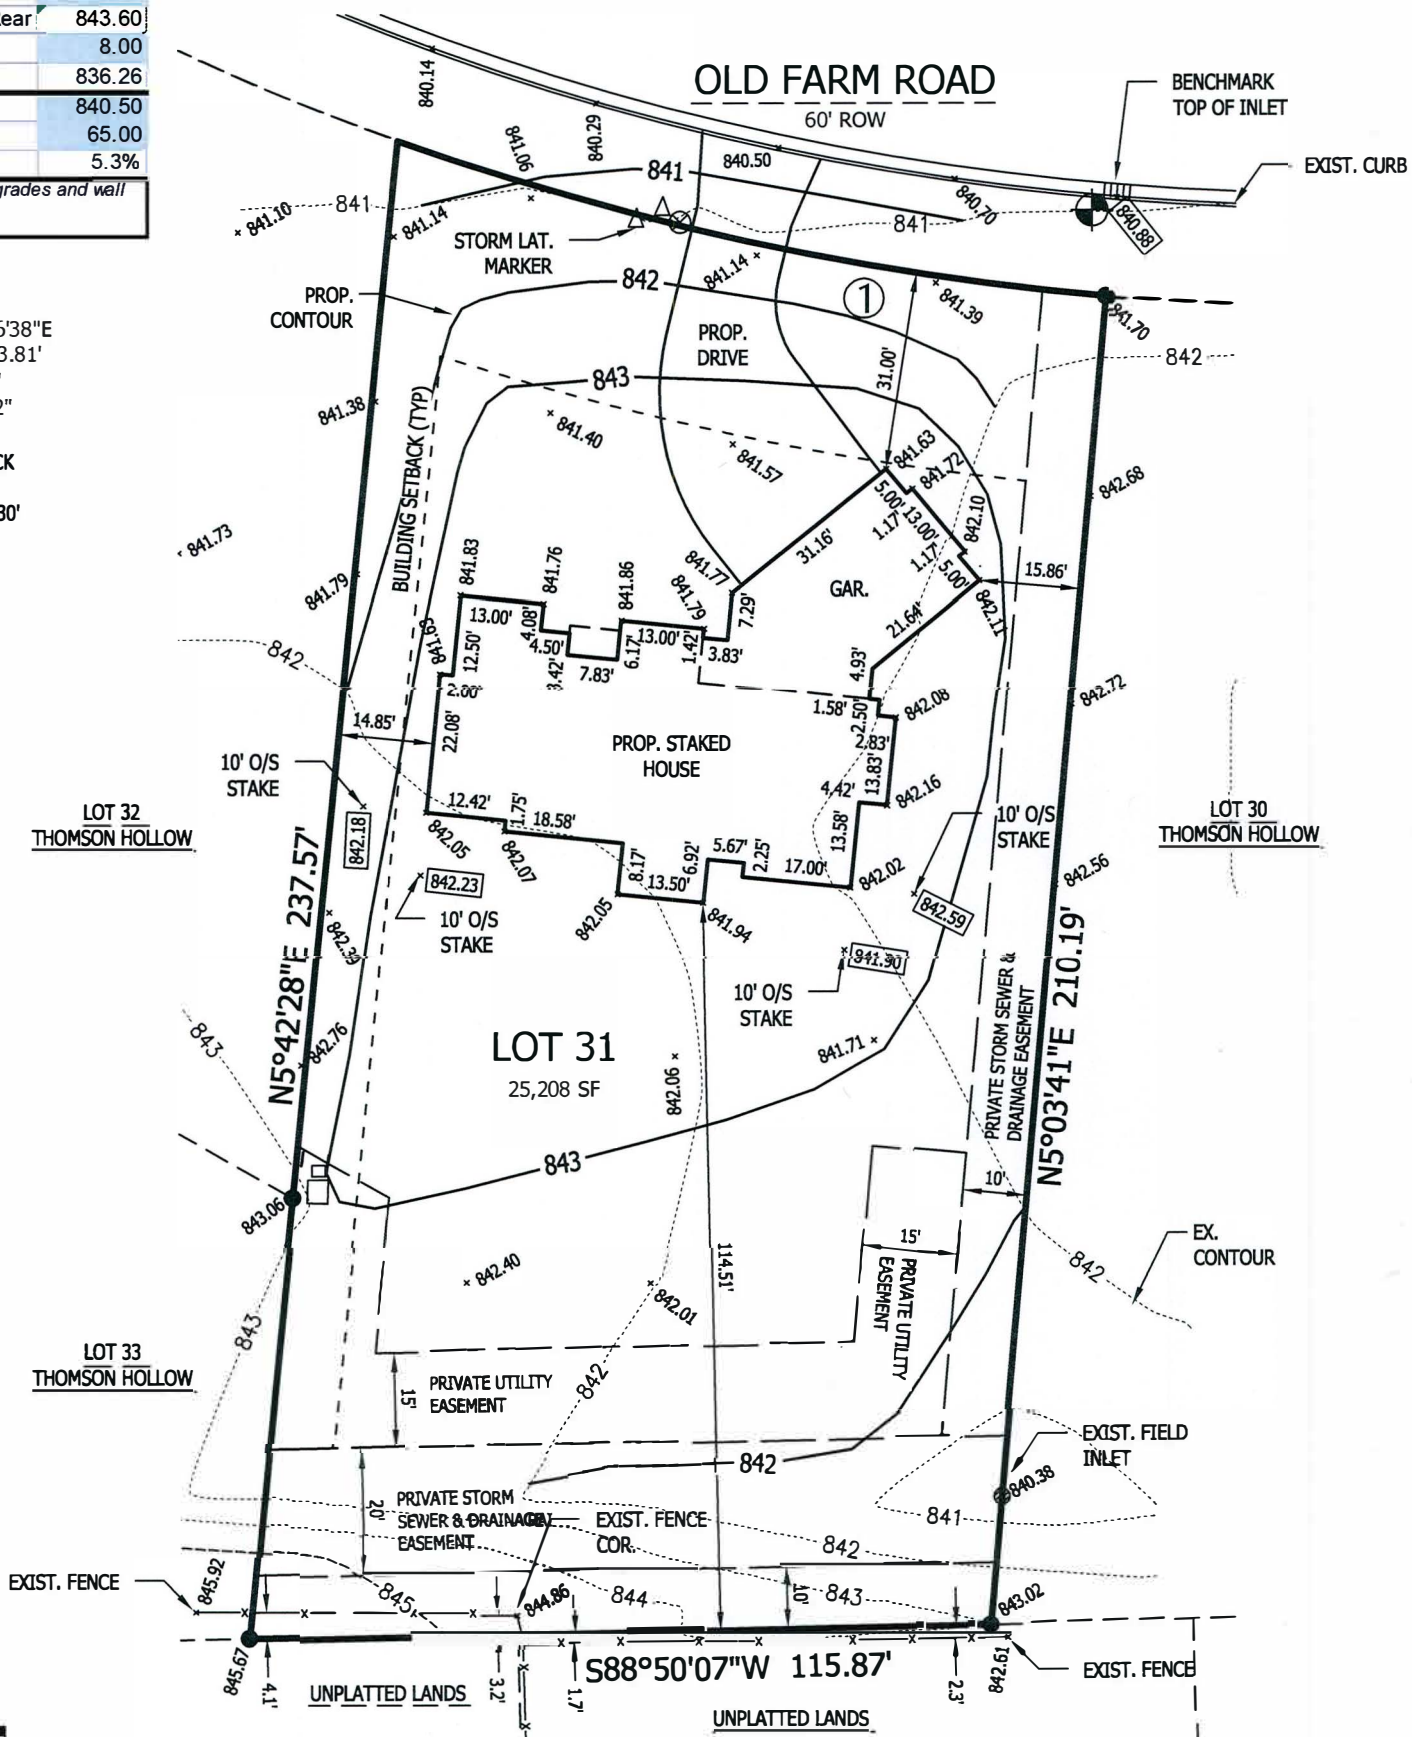 ear 843.60
8.00
836.26
840.50
65.00
5.3%
grades and wall
OLD FARM ROAD
60' ROW
BENCHMARK
TOP OF INLET
EXIST. CURB
840.14
841.06
840.29
840.50
840.70
840.88
841
841
841
841.10
841.14
STORM LAT.
MARKER
841.14
842
1
841.39
841.70
842
PROP.
CONTOUR
6'38"E
3.81'
2"
CK
30'
PROP.
DRIVE
31.00'
843
841.38
BUILDING SETBACK (TYP)
841.40
841.57
841.63
841.72
842.68
5.00'
13.00'
1.17'
1.17'
5.00'
842.10
841.73
841.79
841.83
841.76
841.86
841.79
841.77
31.16'
GAR.
15.86'
842.11
21.64'
7.29'
13.00'
4.08'
4.50'
7.83'
6.17'
13.00'
1.42'
3.83'
4.93'
841.63
12.50'
2.00'
3.42'
842
22.08'
14.85'
1.58'
2.50'
2.83'
842.08
842.72
PROP. STAKED
HOUSE
13.83'
4.42'
842.16
13.58'
10' O/S
STAKE
842.18
LOT 32
THOMSON HOLLOW
12.42'
1.75'
18.58'
842.05
842.07
8.17'
13.50'
6.92'
5.67'
2.25'
17.00'
842.02
10' O/S
STAKE
LOT 30
THOMSON HOLLOW
842.56
842.59
842.23
10' O/S
STAKE
842.05
841.94
841.90
10' O/S
STAKE
842.39
N5°42'28"E 237.57'
842.76
843
LOT 31
25,208 SF
842.06
841.71
PRIVATE STORM SEWER &
DRAINAGE EASEMENT
N5°03'41"E 210.19'
843
843.06
10'
15'
PRIVATE UTILITY
EASEMENT
EX.
CONTOUR
842
842.40
842.01
114.51'
843
LOT 33
THOMSON HOLLOW
15'
PRIVATE UTILITY
EASEMENT
842
842
EXIST. FIELD
INLET
840.38
841
20'
PRIVATE STORM
SEWER & DRAINAGE
EASEMENT
EXIST. FENCE
COR.
842
EXIST. FENCE
845.92
845
844.86
844
10'
843
843.02
845.67
4.1'
UNPLATTED LANDS
3.2'
1.7'
S88°50'07"W 115.87'
2.3'
842.61
EXIST. FENCE
UNPLATTED LANDS